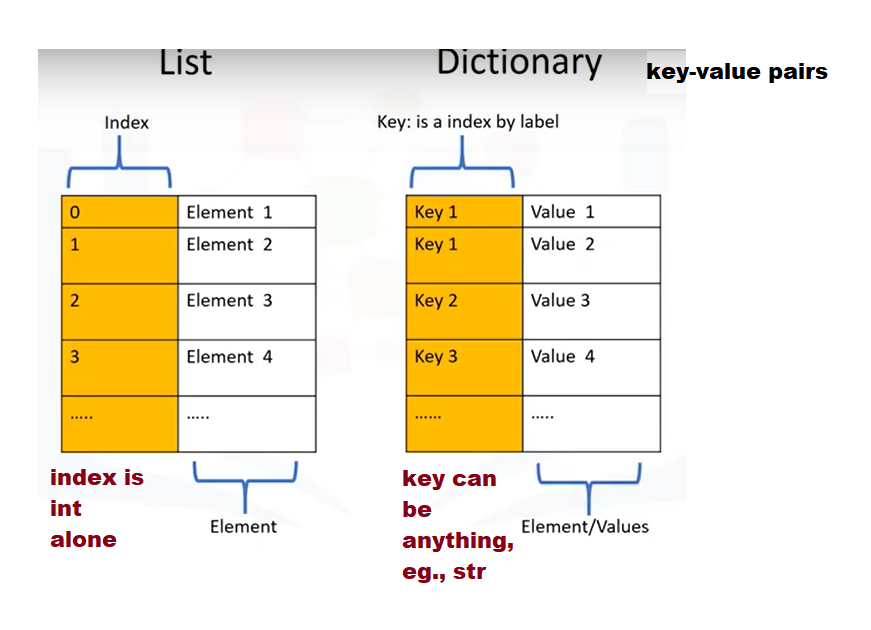 List
Dictionary
key-value pairs
Index
Key: is a index by label
0 Element 1
1 Element 2
2 Element 3
3 Element 4
..... .....
Key 1 Value 1
Key 1 Value 2
Key 2 Value 3
Key 3 Value 4
...... .....
index is
int
alone
Element
key can
be
anything,
eg., str
Element/Values